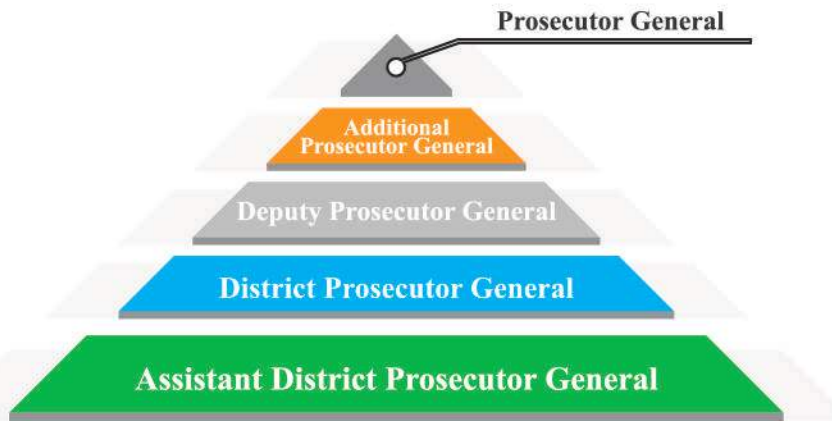 Prosecutor General
Additional
Prosecutor General
Deputy Prosecutor General
District Prosecutor General
Assistant District Prosecutor General